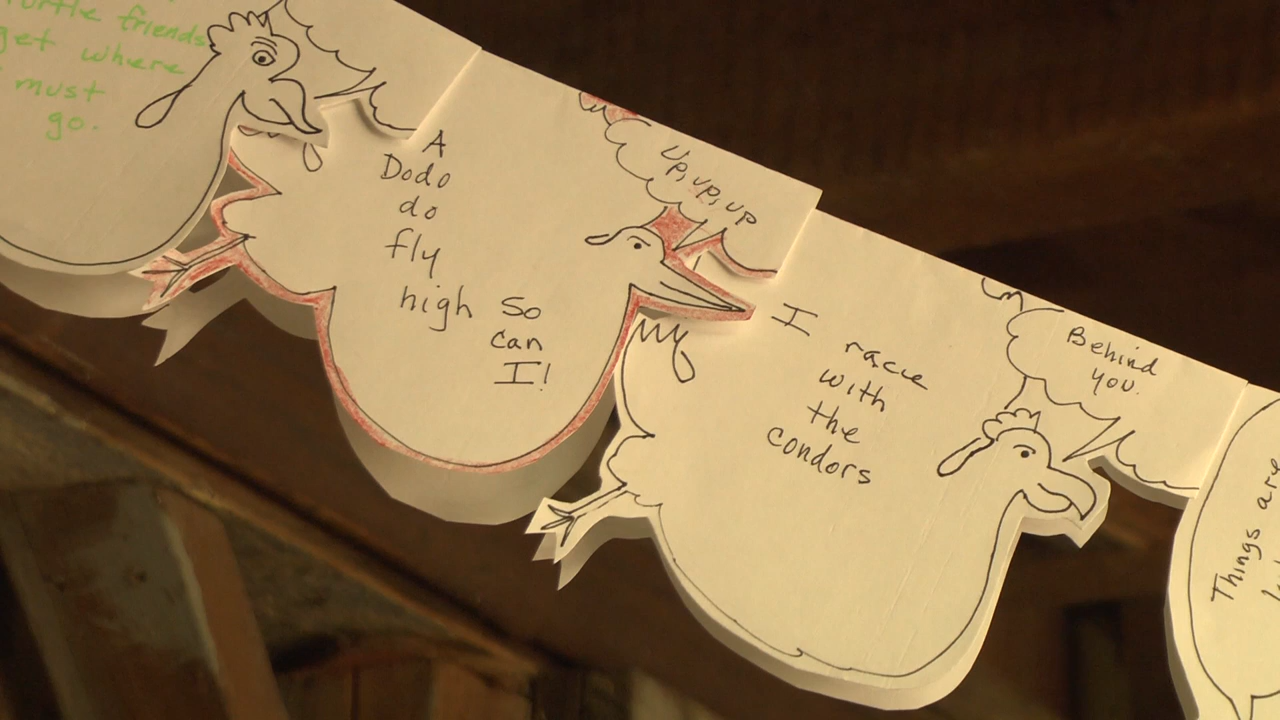 turtle friends
get where
must
go.
A
Dodo
do
fly
high so
can
I!
Up, up, up
I
race
with
the
condors
Behind
you.
Things are